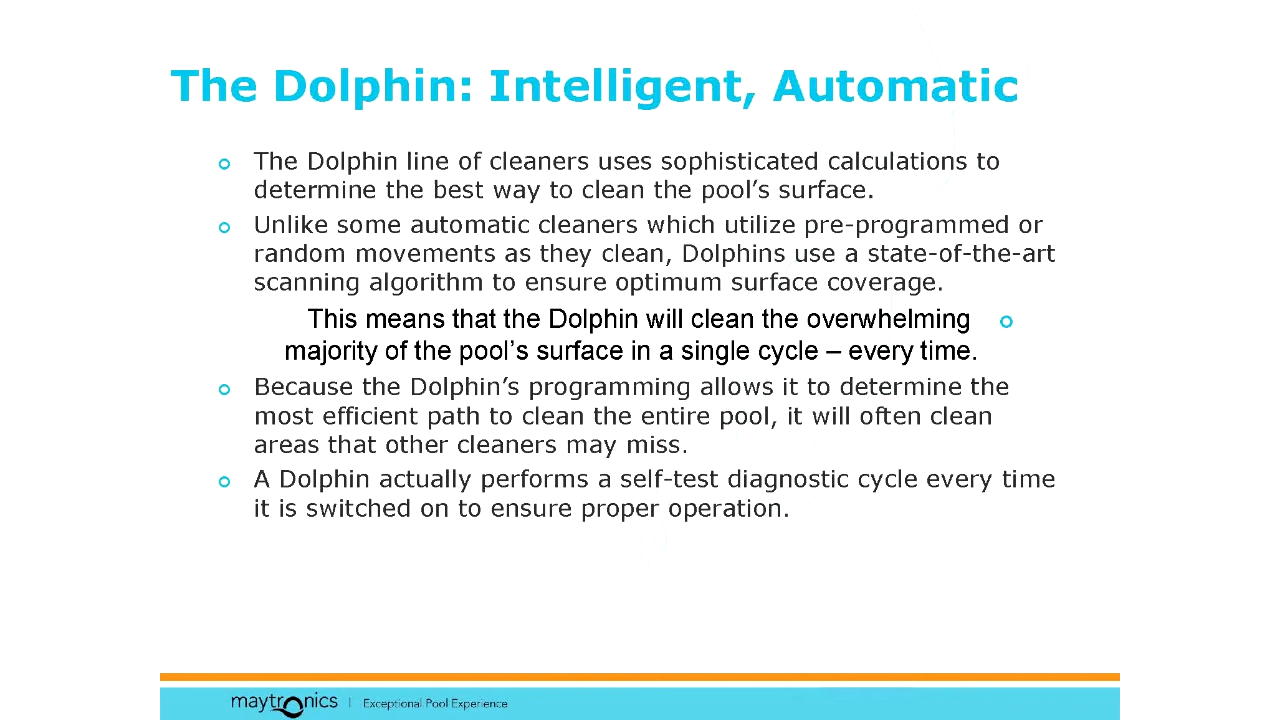 The Dolphin: Intelligent, Automatic
The Dolphin line of cleaners uses sophisticated calculations to
determine the best way to clean the pool’s surface.
Unlike some automatic cleaners which utilize pre-programmed or
random movements as they clean, Dolphins use a state-of-the-art
scanning algorithm to ensure optimum surface coverage.
This means that the Dolphin will clean the overwhelming
majority of the pool’s surface in a single cycle – every time.
Because the Dolphin’s programming allows it to determine the
most efficient path to clean the entire pool, it will often clean
areas that other cleaners may miss.
A Dolphin actually performs a self-test diagnostic cycle every time
it is switched on to ensure proper operation.
maytronics | Exceptional Pool Experience